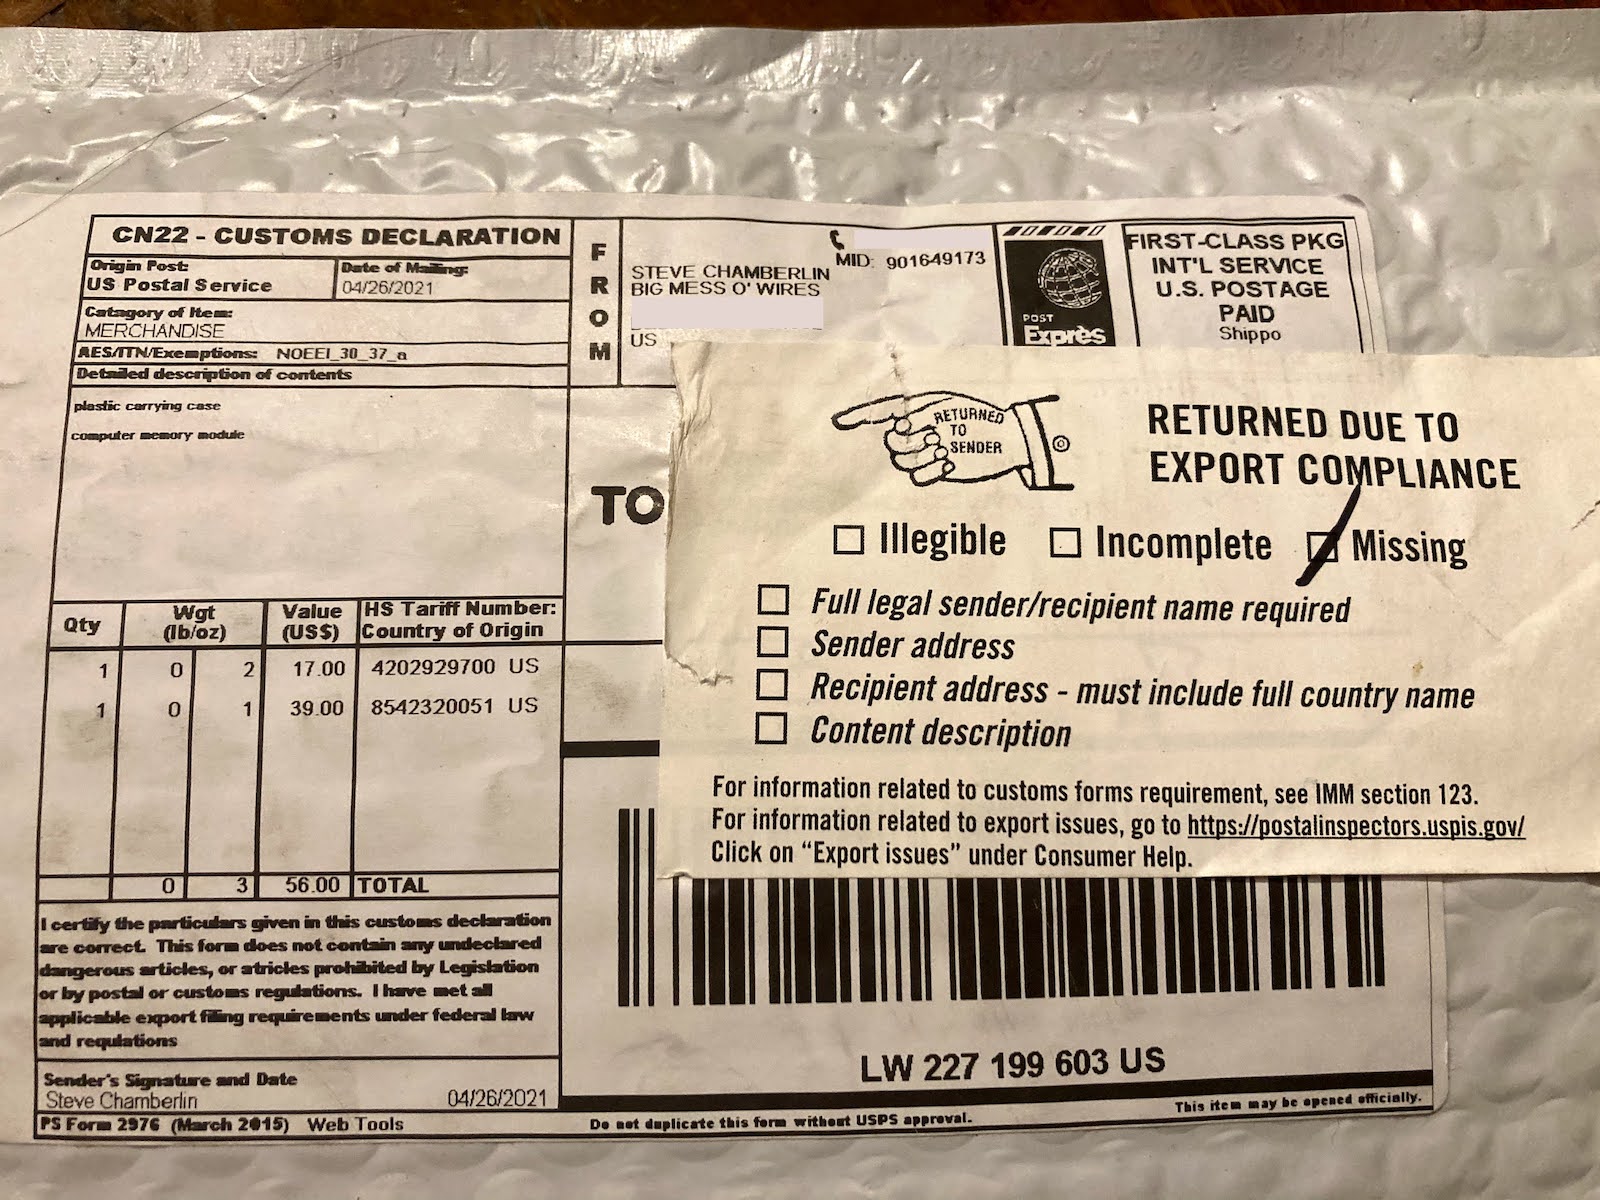 CN22 - CUSTOMS DECLARATION
Origin Post:
US Postal Service
Date of Mailing:
04/26/2021
Catagory of Item:
MERCHANDISE
AES/ITN/Exemptions: NOEEI_30_37_a
Detailed description of contents
plastic carrying case
computer memory module
Qty
Wgt
(lb/oz)
Value
(US$)
HS Tariff Number:
Country of Origin
1 0 2 17.00 4202929700 US
1 0 1 39.00 8542320051 US
0 3 56.00 TOTAL
I certify the particulars given in this customs declaration
are correct. This form does not contain any undeclared
dangerous articles, or atricles prohibited by Legislation
or by postal or customs regulations. I have met all
applicable export filing requirements under federal law
and requlations
Sender's Signature and Date
Steve Chamberlin 04/26/2021
PS Form 2976 (March 2015) Web Tools
FROM
MID: 901649173
STEVE CHAMBERLIN
BIG MESS O' WIRES
US
POST
Exprès
FIRST-CLASS PKG
INT'L SERVICE
U.S. POSTAGE
PAID
Shippo
TO
RETURNED
TO
SENDER
RETURNED DUE TO
EXPORT COMPLIANCE
Illegible Incomplete Missing
Full legal sender/recipient name required
Sender address
Recipient address - must include full country name
Content description
For information related to customs forms requirement, see IMM section 123.
For information related to export issues, go to https://postalinspectors.uspis.gov/
Click on “Export issues” under Consumer Help.
LW 227 199 603 US
Do not duplicate this form without USPS approval.
This item may be opened officially.